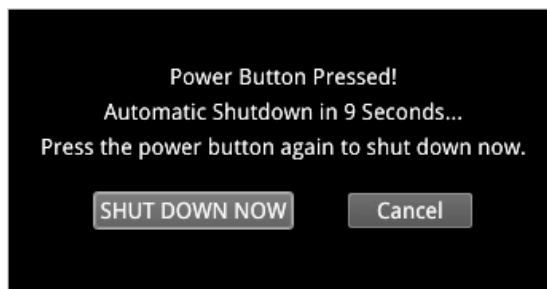 Power Button Pressed!
Automatic Shutdown in 9 Seconds...
Press the power button again to shut down now.
SHUT DOWN NOW Cancel